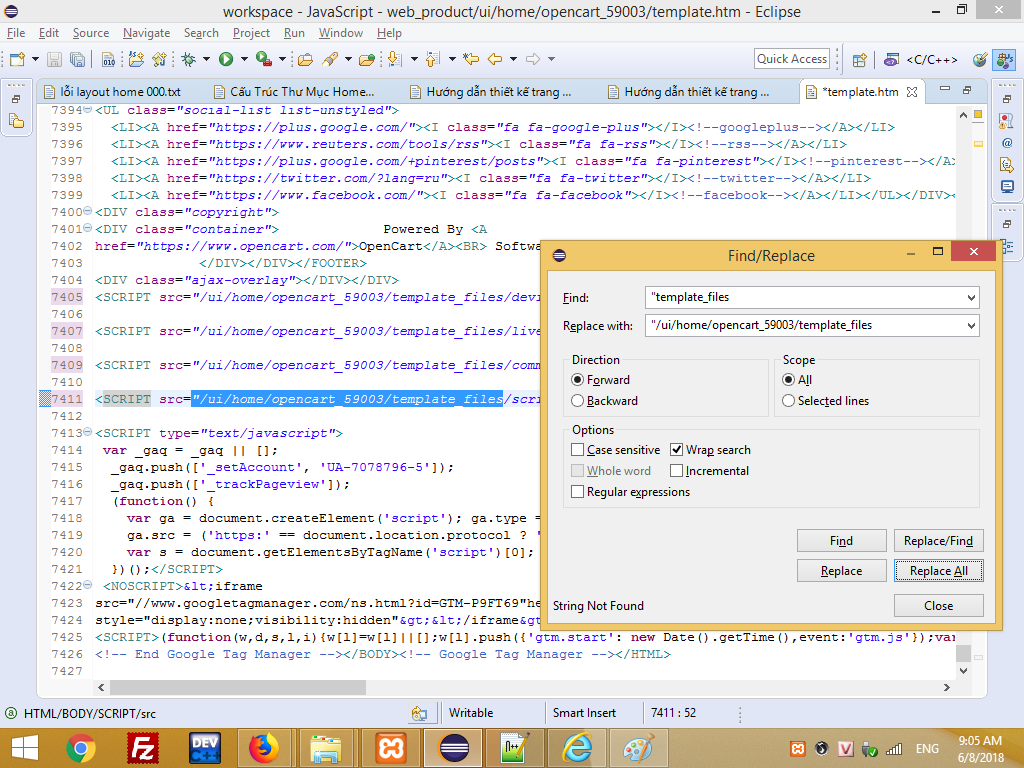 workspace - JavaScript - web_product/ui/home/opencart_59003/template.htm - Eclipse
File Edit Source Navigate Search Project Run Window Help
Quick Access <C/C++>
lỗi layout home 000.txt
Cấu Trúc Thư Mục Home...
Hướng dẫn thiết kế trang ...
Hướng dẫn thiết kế trang ...
*template.htm
7394 <UL class="social-list list-unstyled">
7395 <LI><A href="https://plus.google.com/"><I class="fa fa-google-plus"></I><!--googleplus--></A></LI>
7396 <LI><A href="https://www.reuters.com/tools/rss"><I class="fa fa-rss"></I><!--rss--></A></LI>
7397 <LI><A href="https://plus.google.com/+pinterest/posts"><I class="fa fa-pinterest"></I><!--pinterest--></A>
7398 <LI><A href="https://twitter.com/?lang=ru"><I class="fa fa-twitter"></I><!--twitter--></A></LI>
7399 <LI><A href="https://www.facebook.com/"><I class="fa fa-facebook"></I><!--facebook--></A></LI></UL></DIV><
7400 <DIV class="copyright">
7401 <DIV class="container"> Powered By <A
7402 href="https://www.opencart.com/">OpenCart</A><BR> Softwa
7403 </DIV></DIV></FOOTER>
7404 <DIV class="ajax-overlay"></DIV></DIV>
7405 <SCRIPT src="/ui/home/opencart_59003/template_files/devi
7406
7407 <SCRIPT src="/ui/home/opencart_59003/template_files/live
7408
7409 <SCRIPT src="/ui/home/opencart_59003/template_files/comm
7410
7411 <SCRIPT src="/ui/home/opencart_59003/template_files/scri
7412
7413 <SCRIPT type="text/javascript">
7414 var _gaq = _gaq || [];
7415 _gaq.push(['_setAccount', 'UA-7078796-5']);
7416 _gaq.push(['_trackPageview']);
7417 (function() {
7418 var ga = document.createElement('script'); ga.type =
7419 ga.src = ('https:' == document.location.protocol ? '
7420 var s = document.getElementsByTagName('script')[0];
7421 })();</SCRIPT>
7422 <NOSCRIPT>&lt;iframe
7423 src="//www.googletagmanager.com/ns.html?id=GTM-P9FT69"he
7424 style="display:none;visibility:hidden"&gt;&lt;/iframe&gt
7425 <SCRIPT>(function(w,d,s,l,i){w[l]=w[l]||[];w[l].push({'gtm.start': new Date().getTime(),event:'gtm.js'});var
7426 <!-- End Google Tag Manager --></BODY><!-- Google Tag Manager --></HTML>
7427
Find/Replace
Find: "template_files
Replace with: "/ui/home/opencart_59003/template_files
Direction
Forward
Backward
Scope
All
Selected lines
Options
Case sensitive
Wrap search
Whole word
Incremental
Regular expressions
Find
Replace/Find
Replace
Replace All
String Not Found
Close
HTML/BODY/SCRIPT/src
Writable
Smart Insert
7411 : 52
DEV C++
ENG
9:05 AM
6/8/2018